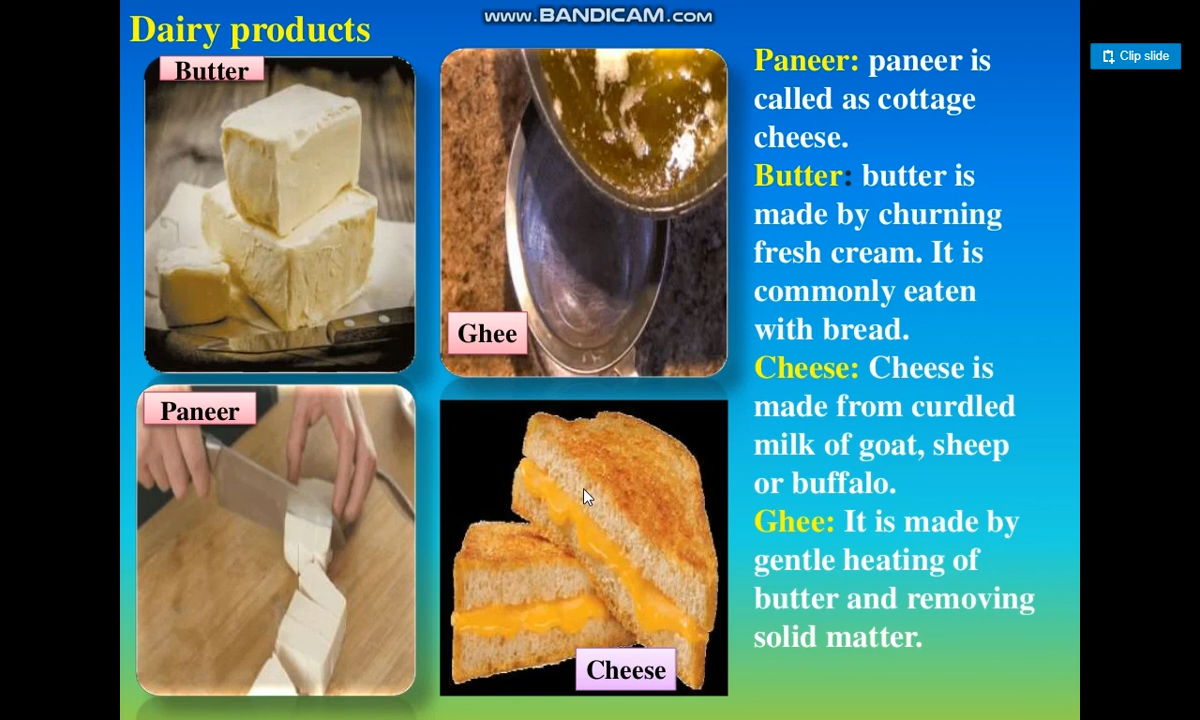 Dairy products
www.BANDICAM.com
Clip slide
Butter
Ghee
Paneer
Cheese
Paneer: paneer is
called as cottage
cheese.
Butter: butter is
made by churning
fresh cream. It is
commonly eaten
with bread.
Cheese: Cheese is
made from curdled
milk of goat, sheep
or buffalo.
Ghee: It is made by
gentle heating of
butter and removing
solid matter.